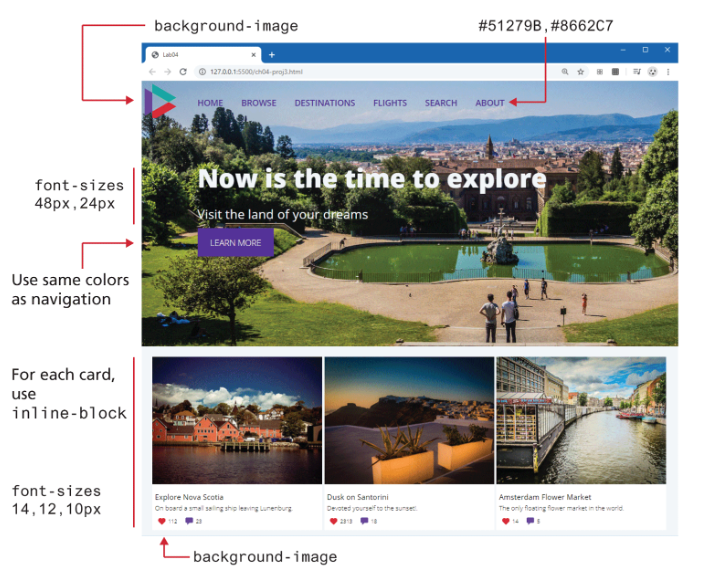 background-image
#51279B,#8662C7
Lab04
127.0.0.1:5500/ch04-proj3.html
HOME BROWSE DESTINATIONS FLIGHTS SEARCH ABOUT
font-sizes
48px,24px
Now is the time to explore
Visit the land of your dreams
LEARN MORE
Use same colors
as navigation
For each card,
use
inline-block
font-sizes
14,12,10px
Explore Nova Scotia
On board a small sailing ship leaving Lunenburg.
112 23
Dusk on Santorini
Devoted yourself to the sunset.
2313 18
Amsterdam Flower Market
The only floating flower market in the world.
14 5
background-image